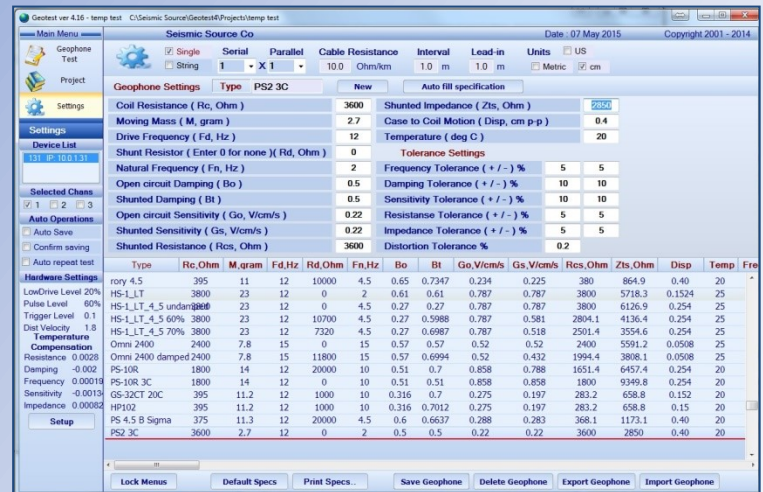 Geotest ver 4.16 - temp test C:\Seismic Source\Geotest4\Projects\temp test
Main Menu
Seismic Source Co
Date : 07 May 2015
Copyright 2001 - 2014
Geophone Test
Project
Settings
Single Serial Parallel Cable Resistance Interval Lead-in Units US
String 1 X 1 10.0 Ohm/km 1.0 m 1.0 m Metric cm
Geophone Settings Type PS2 3C New Auto fill specification
Coil Resistance ( Rc, Ohm ) 3600 Shunted Impedance ( Zts, Ohm ) 2850
Moving Mass ( M, gram ) 2.7 Case to Coil Motion ( Disp, cm p-p ) 0.4
Drive Frequency ( Fd, Hz ) 12 Temperature ( deg C ) 20
Shunt Resistor ( Enter 0 for none )( Rd, Ohm ) 0 Tolerance Settings
Natural Frequency ( Fn, Hz ) 2 Frequency Tolerance ( + / - ) % 5 5
Open circuit Damping ( Bo ) 0.5 Damping Tolerance ( + / - ) % 10 10
Shunted Damping ( Bt ) 0.5 Sensitivity Tolerance ( + / - ) % 10 10
Open circuit Sensitivity ( Go, V/cm/s ) 0.22 Resistanse Tolerance ( + / - ) % 5 5
Shunted Sensitivity ( Gs, V/cm/s ) 0.22 Impedance Tolerance ( + / - ) % 5 5
Shunted Resistance ( Rcs, Ohm ) 3600 Distortion Tolerance % 0.2
Settings
Device List
131 IP: 10.0.1.31
Selected Chans
1 2 3
Auto Operations
Auto Save
Confirm saving
Auto repeat test
Hardware Settings
LowDrive Level 20%
Pulse Level 60%
Trigger Level 0.1
Dist Velocity 1.8
Temperature
Compensation
Resistance 0.0028
Damping -0.002
Frequency 0.00019
Sensitivity -0.0013
Impedance 0.00082
Setup
Type Rc,Ohm M,gram Fd,Hz Rd,Ohm Fn,Hz Bo Bt Go,V/cm/s Gs,V/cm/s Rcs,Ohm Zts,Ohm Disp Temp Fre
rory 4.5 395 11 12 10000 4.5 0.65 0.7347 0.234 0.225 380 864.9 0.40 20
HS-1_LT 3800 23 12 0 2 0.61 0.61 0.787 0.787 3800 5718.3 0.1524 25
HS-1_LT_4_5 undamped 3800 23 12 0 4.5 0.27 0.27 0.787 0.787 3800 6126.9 0.254 25
HS-1_LT_4_5 60% 3800 23 12 10700 4.5 0.27 0.5988 0.787 0.581 2804.1 4136.4 0.254 25
HS-1_LT_4_5 70% 3800 23 12 7320 4.5 0.27 0.6987 0.787 0.518 2501.4 3554.6 0.254 25
Omni 2400 2400 7.8 15 0 15 0.57 0.57 0.52 0.52 2400 5591.2 0.0508 25
Omni 2400 damped 2400 7.8 15 11800 15 0.57 0.6994 0.52 0.432 1994.4 3808.1 0.0508 25
PS-10R 1800 14 12 20000 10 0.51 0.7 0.858 0.788 1651.4 6457.4 0.254 20
PS-10R 3C 1800 14 12 0 10 0.51 0.51 0.858 0.858 1800 9349.8 0.254 20
GS-32CT 20C 395 11.2 12 1000 10 0.316 0.7 0.275 0.197 283.2 658.8 0.152 20
HP102 395 11.2 12 1000 10 0.316 0.7012 0.275 0.197 283.2 658.8 0.15 20
PS 4.5 B Sigma 375 11.3 12 20000 4.5 0.6 0.6637 0.288 0.283 368.1 1173.1 0.40 20
PS2 3C 3600 2.7 12 0 2 0.5 0.5 0.22 0.22 3600 2850 0.40 20
Lock Menus Default Specs Print Specs.. Save Geophone Delete Geophone Export Geophone Import Geophone